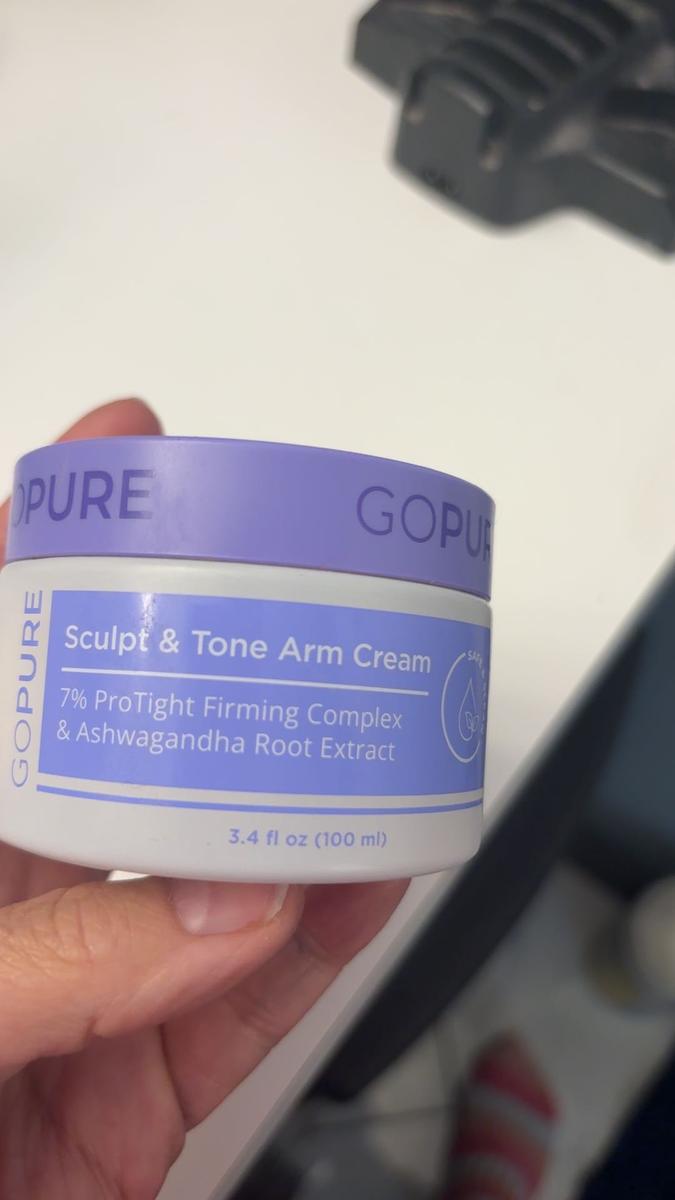 OPURE
GOPUR
GOPURE
Sculpt & Tone Arm Cream
7% ProTight Firming Complex
& Ashwagandha Root Extract
3.4 fl oz (100 ml)